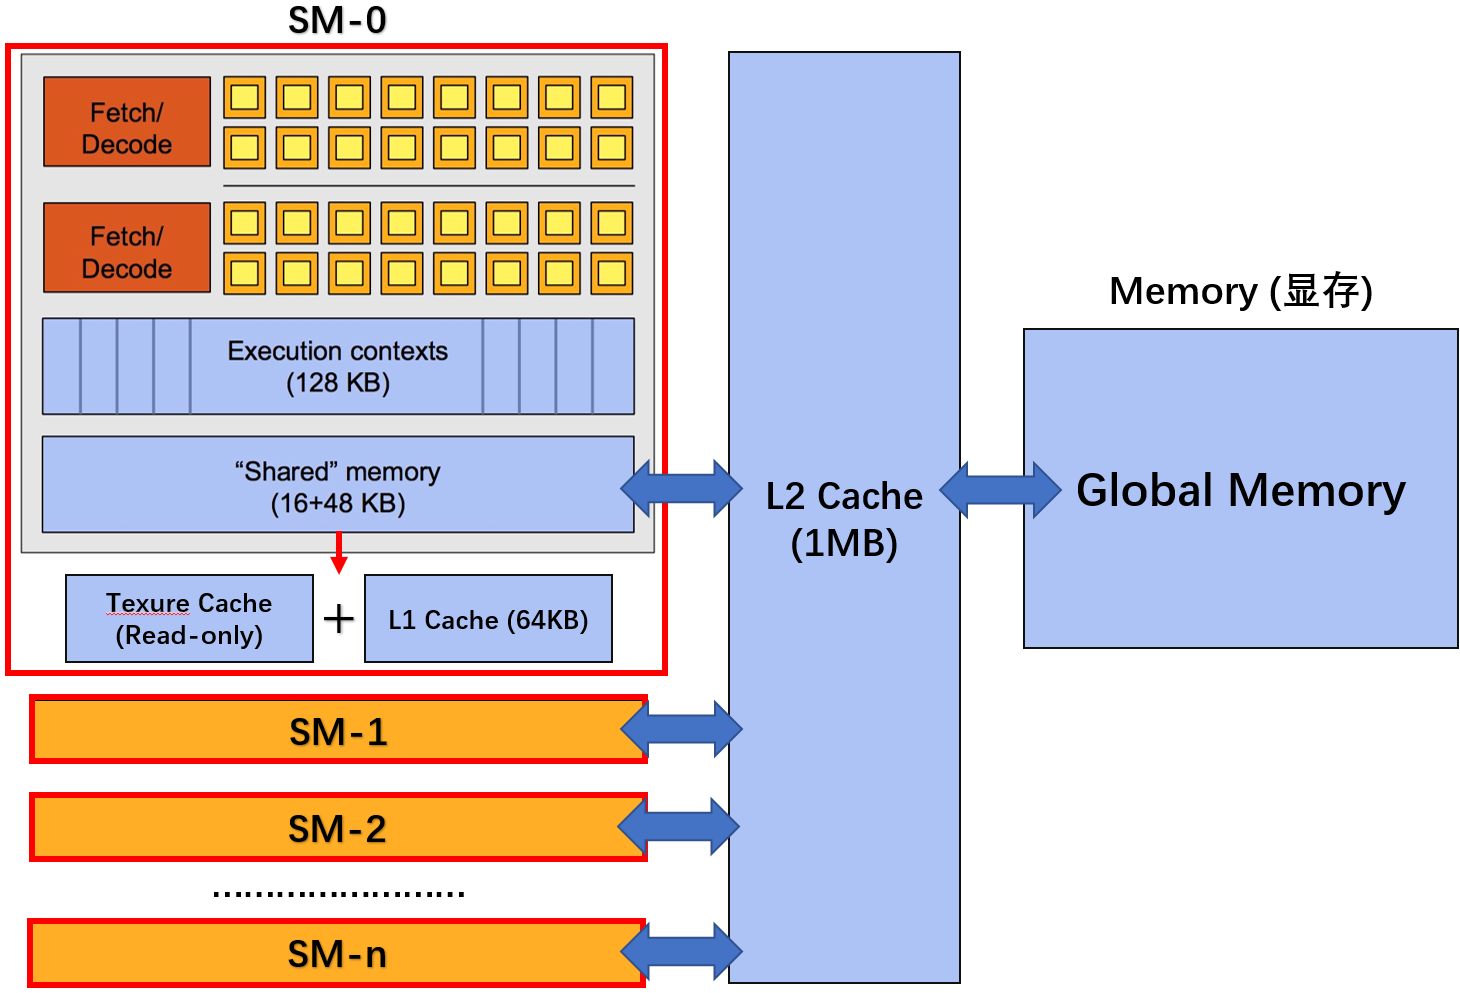 SM-0
Fetch/
Decode
Fetch/
Decode
Execution contexts
(128 KB)
“Shared” memory
(16+48 KB)
Texure Cache
(Read-only)
+
L1 Cache (64KB)
SM-1
SM-2
........................
SM-n
L2 Cache
(1MB)
Memory (显存)
Global Memory